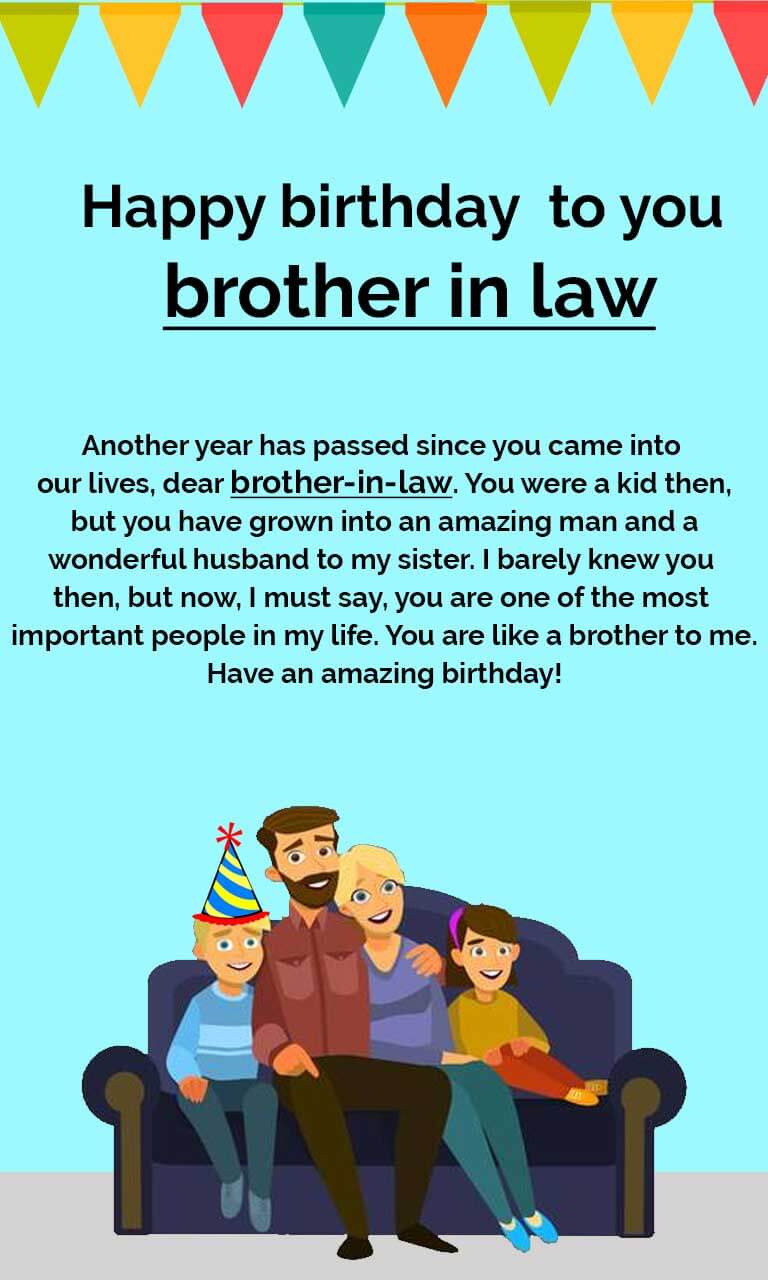 Happy birthday to you
brother in law
Another year has passed since you came into
our lives, dear brother-in-law. You were a kid then,
but you have grown into an amazing man and a
wonderful husband to my sister. I barely knew you
then, but now, I must say, you are one of the most
important people in my life. You are like a brother to me.
Have an amazing birthday!